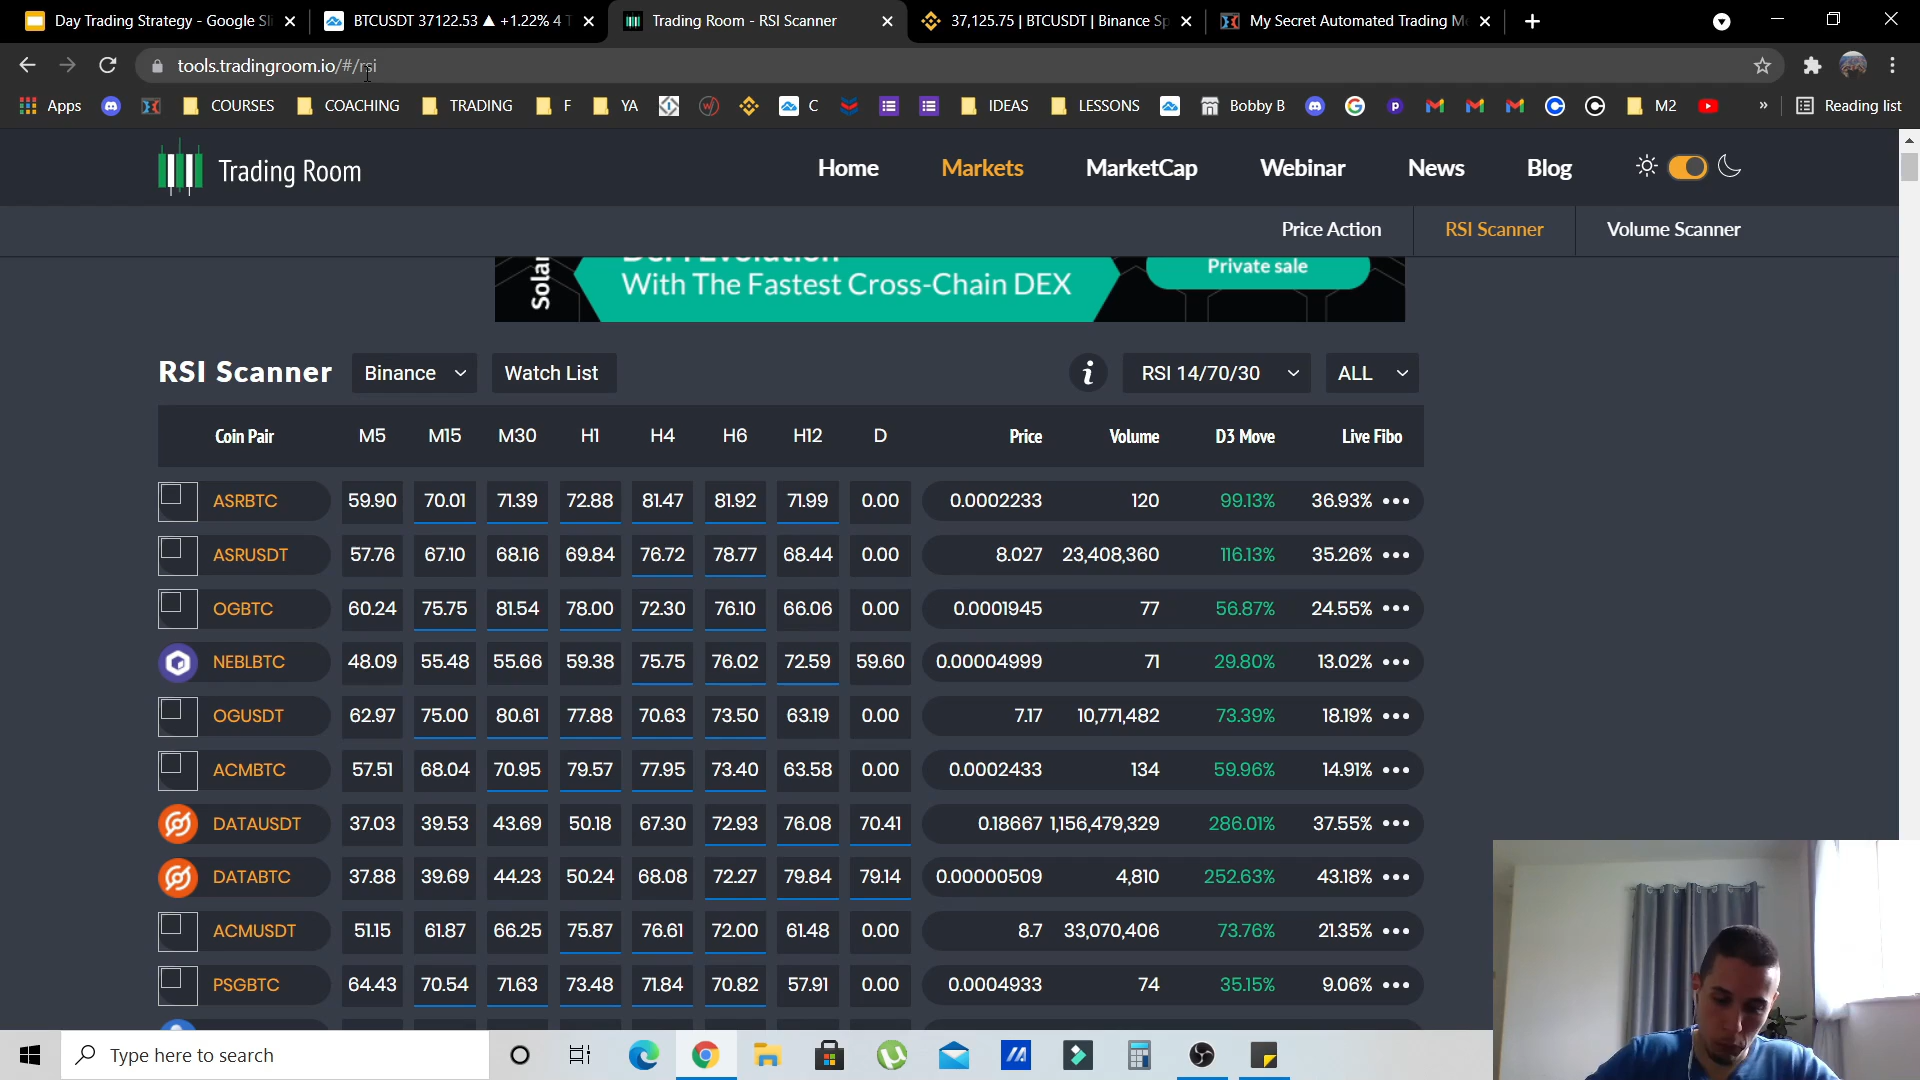 Day Trading Strategy - Google Sli
BTCUSDT 37122.53 ▲ +1.22% 4
Trading Room - RSI Scanner
37,125.75 | BTCUSDT | Binance Sp
My Secret Automated Trading M
tools.tradingroom.io/#/rsi
Apps
COURSES
COACHING
TRADING
F
YA
C
IDEAS
LESSONS
Bobby B
M2
»
Reading list
Trading Room
Home
Markets
MarketCap
Webinar
News
Blog
Price Action
RSI Scanner
Volume Scanner
Solar
DeFi Evolution
With The Fastest Cross-Chain DEX
Private sale
RSI Scanner
Binance
Watch List
RSI 14/70/30
ALL
Coin Pair M5 M15 M30 H1 H4 H6 H12 D Price Volume D3 Move Live Fibo
ASRBTC 59.90 70.01 71.39 72.88 81.47 81.92 71.99 0.00 0.0002233 120 99.13% 36.93%
ASRUSDT 57.76 67.10 68.16 69.84 76.72 78.77 68.44 0.00 8.027 23,408,360 116.13% 35.26%
OGBTC 60.24 75.75 81.54 78.00 72.30 76.10 66.06 0.00 0.0001945 77 56.87% 24.55%
NEBLBTC 48.09 55.48 55.66 59.38 75.75 76.02 72.59 59.60 0.00004999 71 29.80% 13.02%
OGUSDT 62.97 75.00 80.61 77.88 70.63 73.50 63.19 0.00 7.17 10,771,482 73.39% 18.19%
ACMBTC 57.51 68.04 70.95 79.57 77.95 73.40 63.58 0.00 0.0002433 134 59.96% 14.91%
DATAUSDT 37.03 39.53 43.69 50.18 67.30 72.93 76.08 70.41 0.18667 1,156,479,329 286.01% 37.55%
DATABTC 37.88 39.69 44.23 50.24 68.08 72.27 79.84 79.14 0.00000509 4,810 252.63% 43.18%
ACMUSDT 51.15 61.87 66.25 75.87 76.61 72.00 61.48 0.00 8.7 33,070,406 73.76% 21.35%
PSGBTC 64.43 70.54 71.63 73.48 71.84 70.82 57.91 0.00 0.0004933 74 35.15% 9.06%
Type here to search